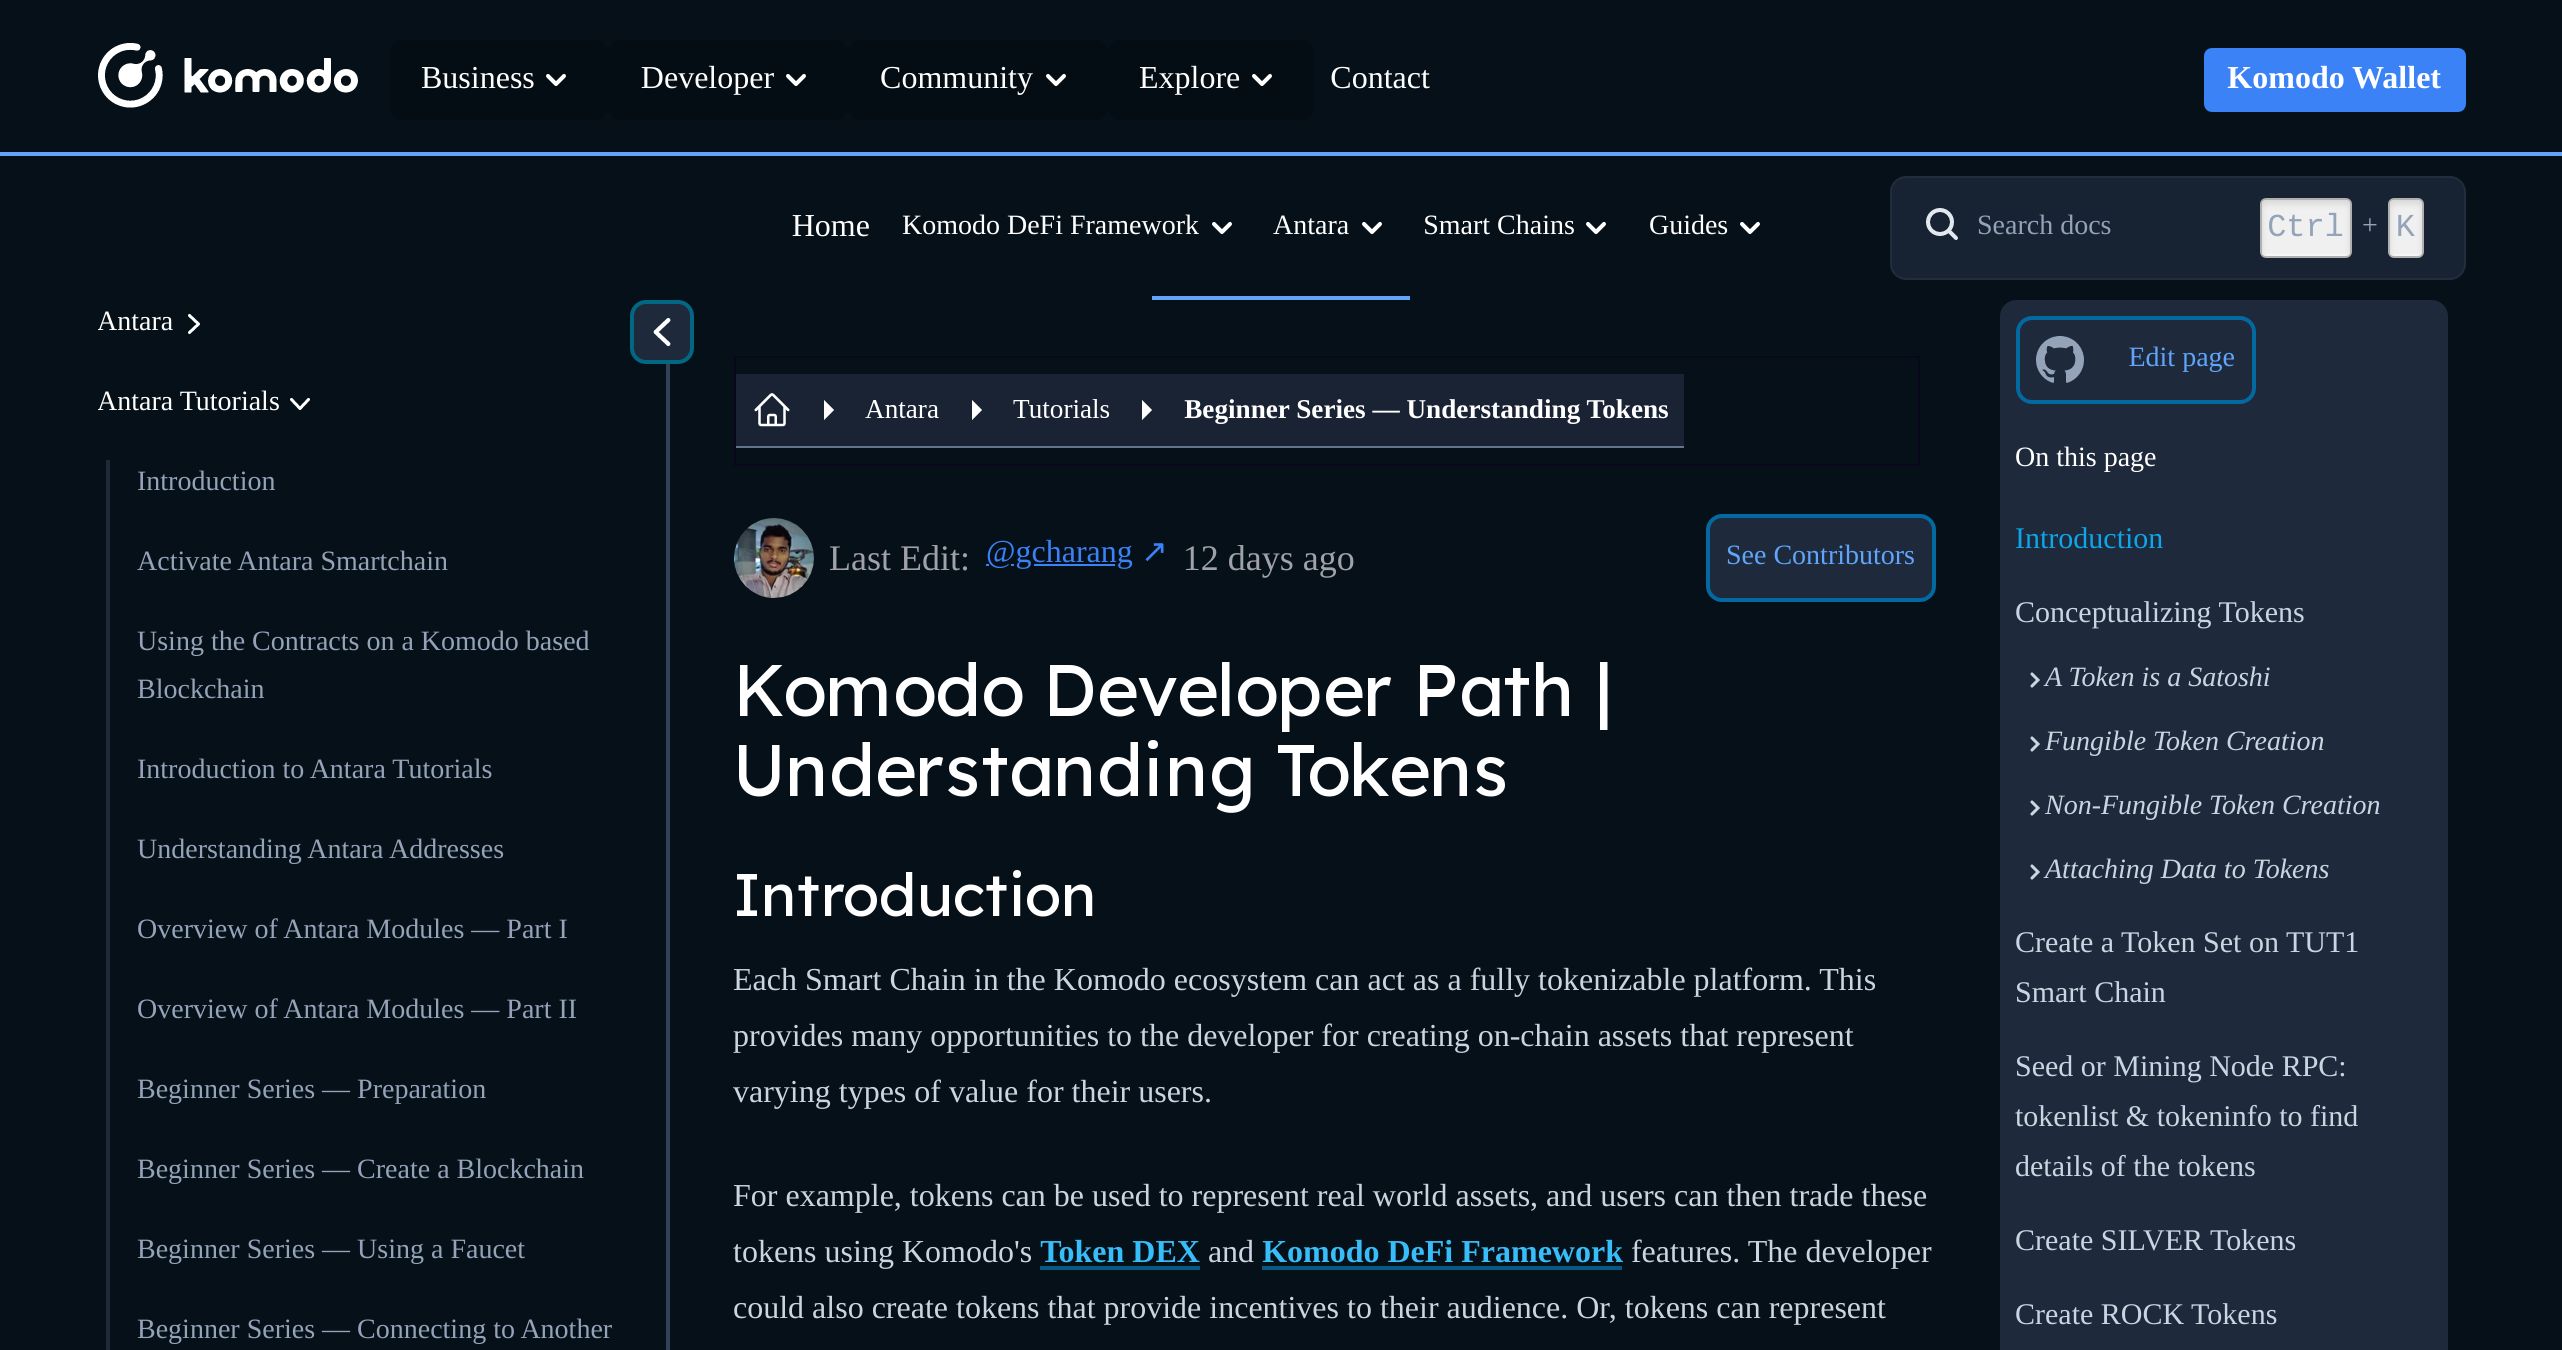 komodo
Business
Developer
Community
Explore
Contact
Komodo Wallet
Home
Komodo DeFi Framework
Antara
Smart Chains
Guides
Search docs
Ctrl + K
Antara
Antara Tutorials
Introduction
Activate Antara Smartchain
Using the Contracts on a Komodo based
Blockchain
Introduction to Antara Tutorials
Understanding Antara Addresses
Overview of Antara Modules — Part I
Overview of Antara Modules — Part II
Beginner Series — Preparation
Beginner Series — Create a Blockchain
Beginner Series — Using a Faucet
Beginner Series — Connecting to Another
Antara
Tutorials
Beginner Series — Understanding Tokens
Last Edit: @gcharang ↗ 12 days ago
See Contributors
Komodo Developer Path |
Understanding Tokens
Introduction
Each Smart Chain in the Komodo ecosystem can act as a fully tokenizable platform. This
provides many opportunities to the developer for creating on-chain assets that represent
varying types of value for their users.
For example, tokens can be used to represent real world assets, and users can then trade these
tokens using Komodo's Token DEX and Komodo DeFi Framework features. The developer
could also create tokens that provide incentives to their audience. Or, tokens can represent
Edit page
On this page
Introduction
Conceptualizing Tokens
A Token is a Satoshi
Fungible Token Creation
Non-Fungible Token Creation
Attaching Data to Tokens
Create a Token Set on TUT1
Smart Chain
Seed or Mining Node RPC:
tokenlist & tokeninfo to find
details of the tokens
Create SILVER Tokens
Create ROCK Tokens